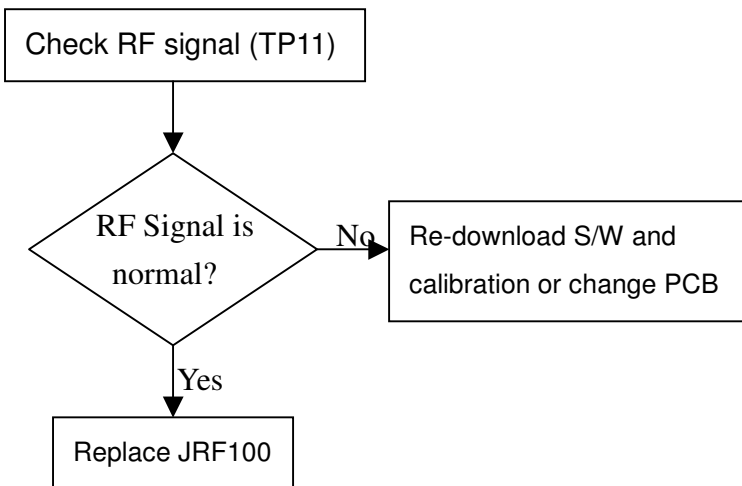 Check RF signal (TP11)
RF Signal is
normal?
No
Re-download S/W and
calibration or change PCB
Yes
Replace JRF100